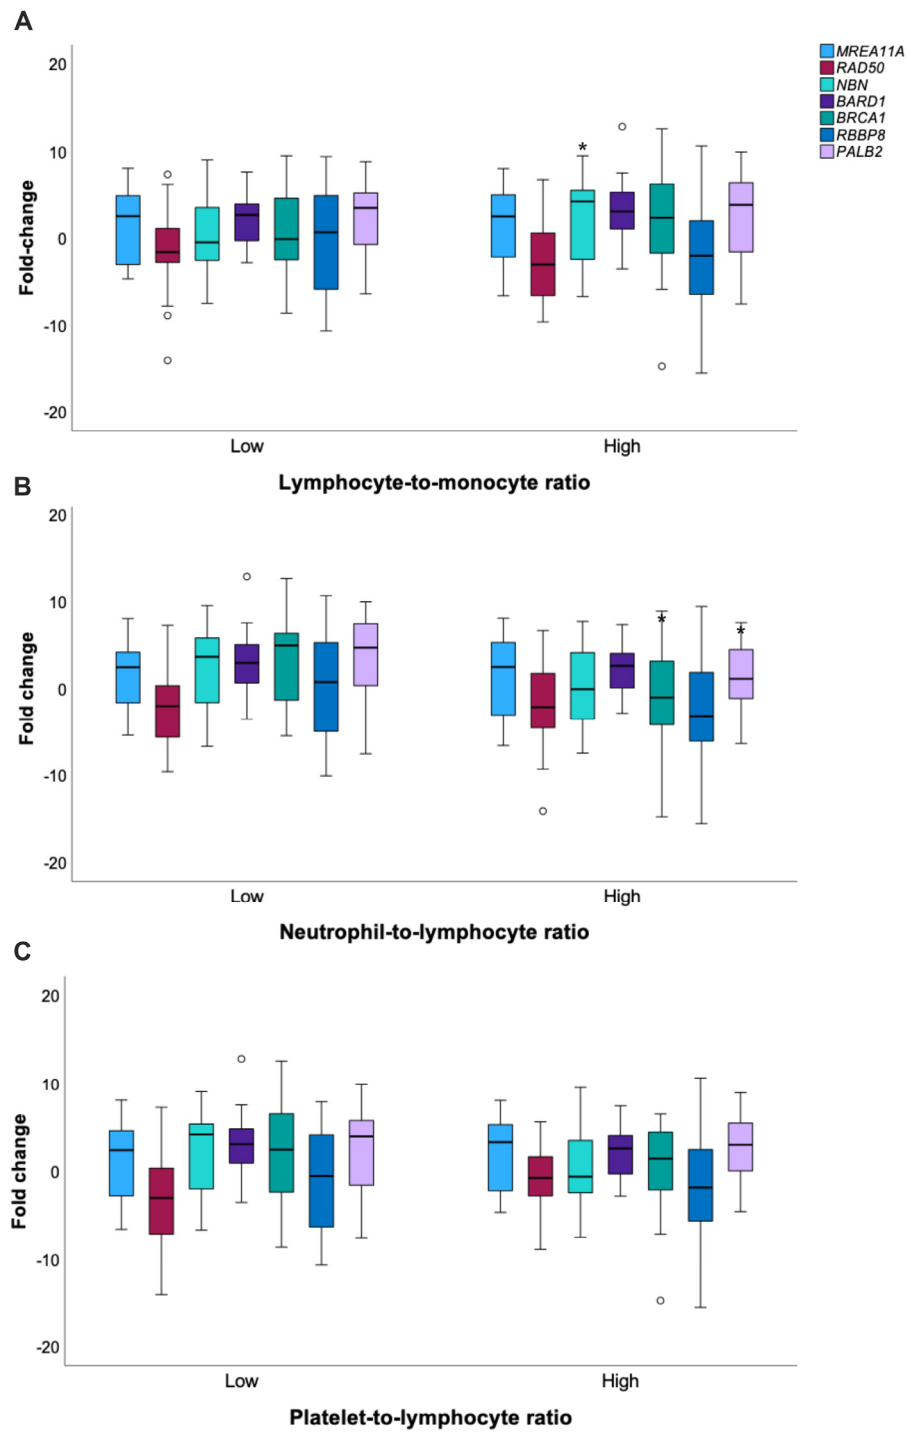 A
MREA11A
RAD50
NBN
BARD1
BRCA1
RBBP8
PALB2
20
10
0
-10
-20
Fold-change
*
Low
High
Lymphocyte-to-monocyte ratio
B
20
10
0
-10
-20
Fold change
*
*
Low
High
Neutrophil-to-lymphocyte ratio
C
20
10
0
-10
-20
Fold change
Low
High
Platelet-to-lymphocyte ratio